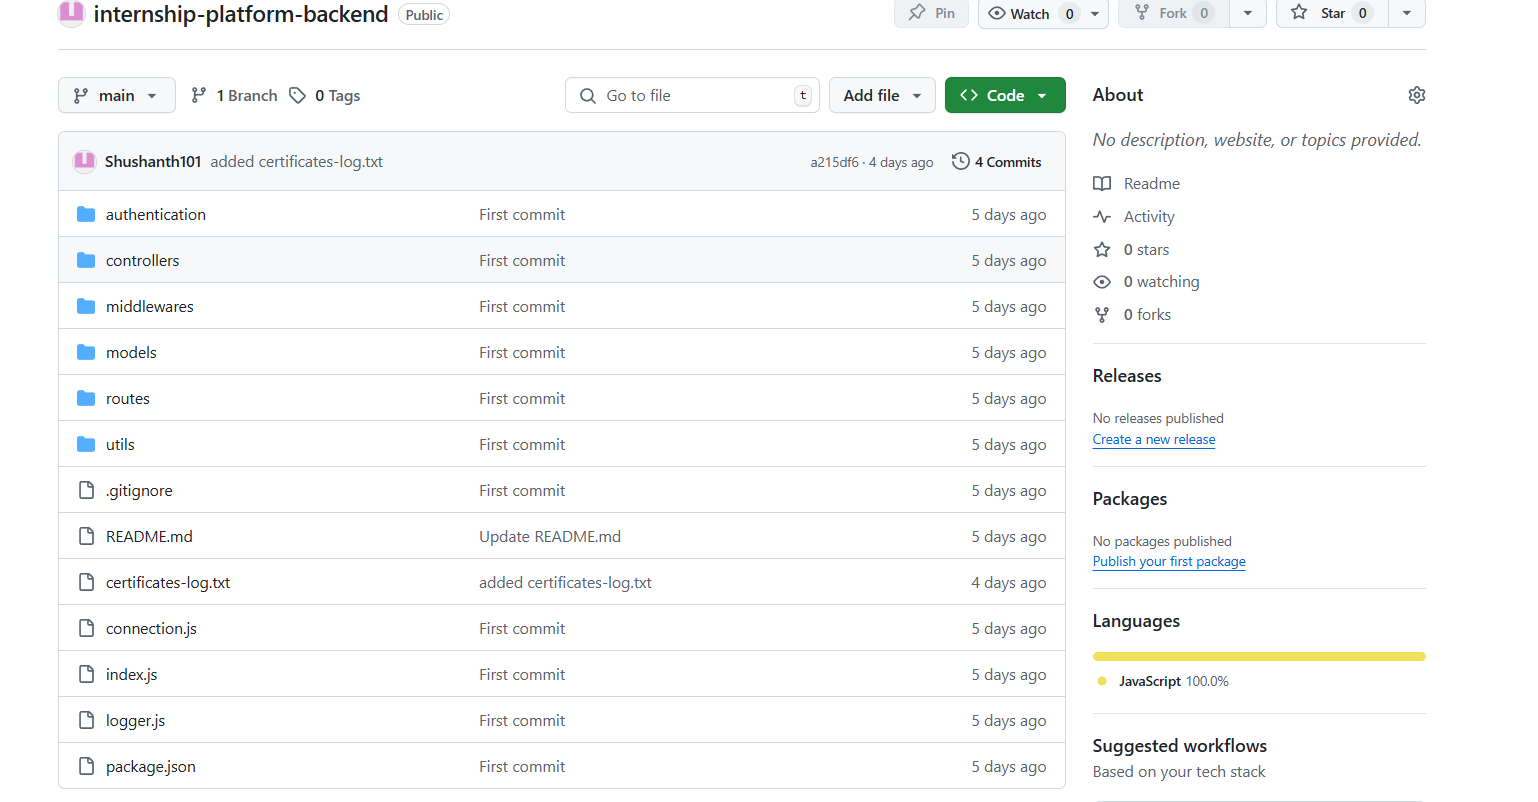 internship-platform-backend Public Pin Watch 0 Fork 0 Star 0
main 1 Branch 0 Tags Go to file t Add file Code
Shushanth101 added certificates-log.txt a215df6 · 4 days ago 4 Commits
authentication First commit 5 days ago
controllers First commit 5 days ago
middlewares First commit 5 days ago
models First commit 5 days ago
routes First commit 5 days ago
utils First commit 5 days ago
.gitignore First commit 5 days ago
README.md Update README.md 5 days ago
certificates-log.txt added certificates-log.txt 4 days ago
connection.js First commit 5 days ago
index.js First commit 5 days ago
logger.js First commit 5 days ago
package.json First commit 5 days ago
About
No description, website, or topics provided.
Readme
Activity
0 stars
0 watching
0 forks
Releases
No releases published
Create a new release
Packages
No packages published
Publish your first package
Languages
JavaScript 100.0%
Suggested workflows
Based on your tech stack